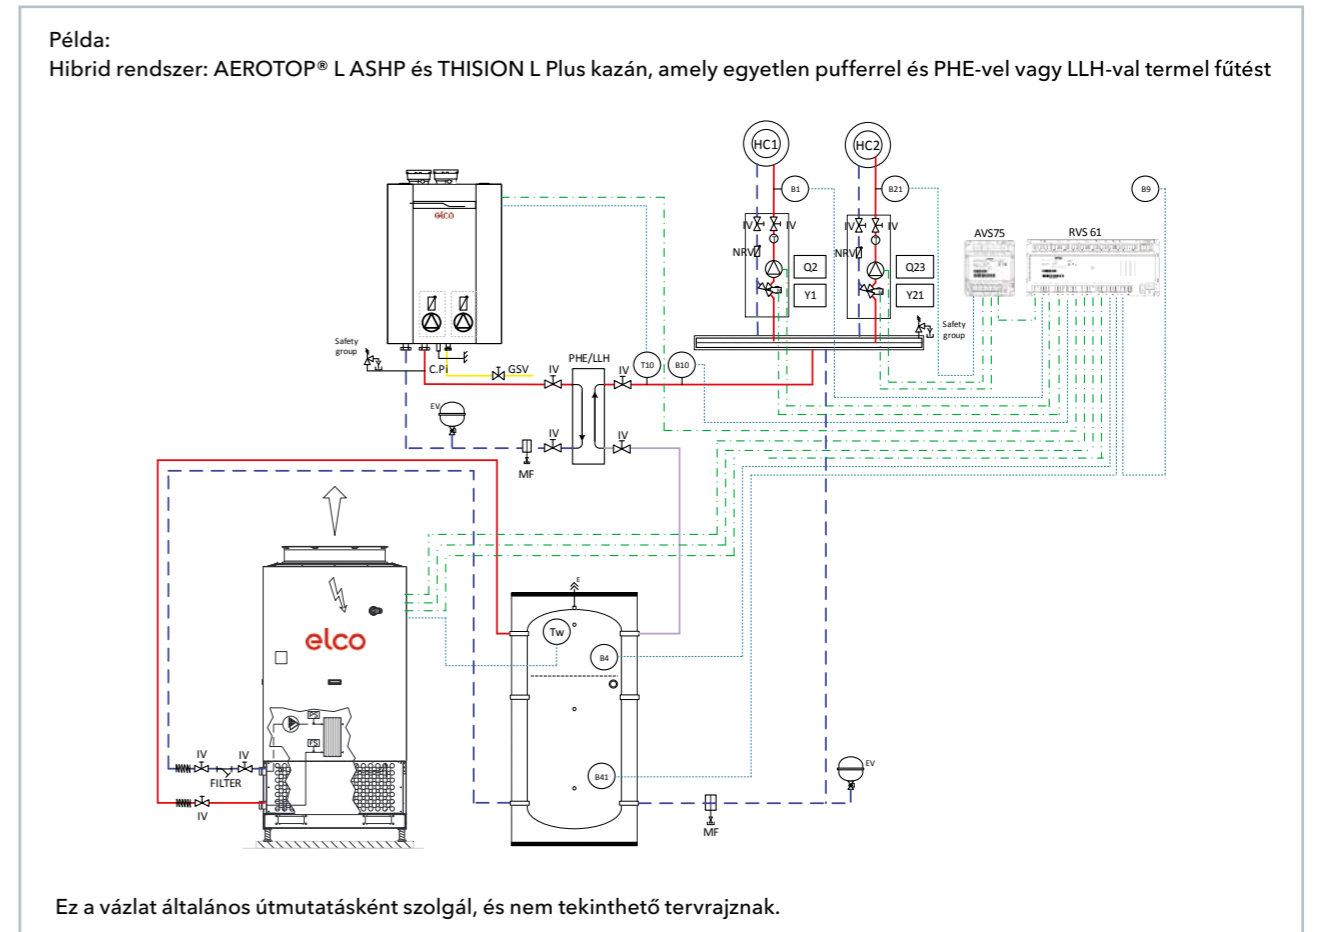 Példa:
Hibrid rendszer: AEROTOP® L ASHP és THISION L Plus kazán, amely egyetlen pufferrel és PHE-vel vagy LLH-val termel fűtést
HC1
HC2
B1
B21
B9
elco
IV
IV
IV
IV
NRV
NRV
Q2
Y1
Q23
Y21
AVS75
RVS 61
Safety
group
Safety
group
C.Pi
GSV
IV
PHE/LLH
IV
T10
B10
EV
IV
IV
MF
E
elco
Tw
B4
PS
FS
IV
IV
FILTER
IV
B41
EV
MF
Ez a vázlat általános útmutatásként szolgál, és nem tekinthető tervrajznak.